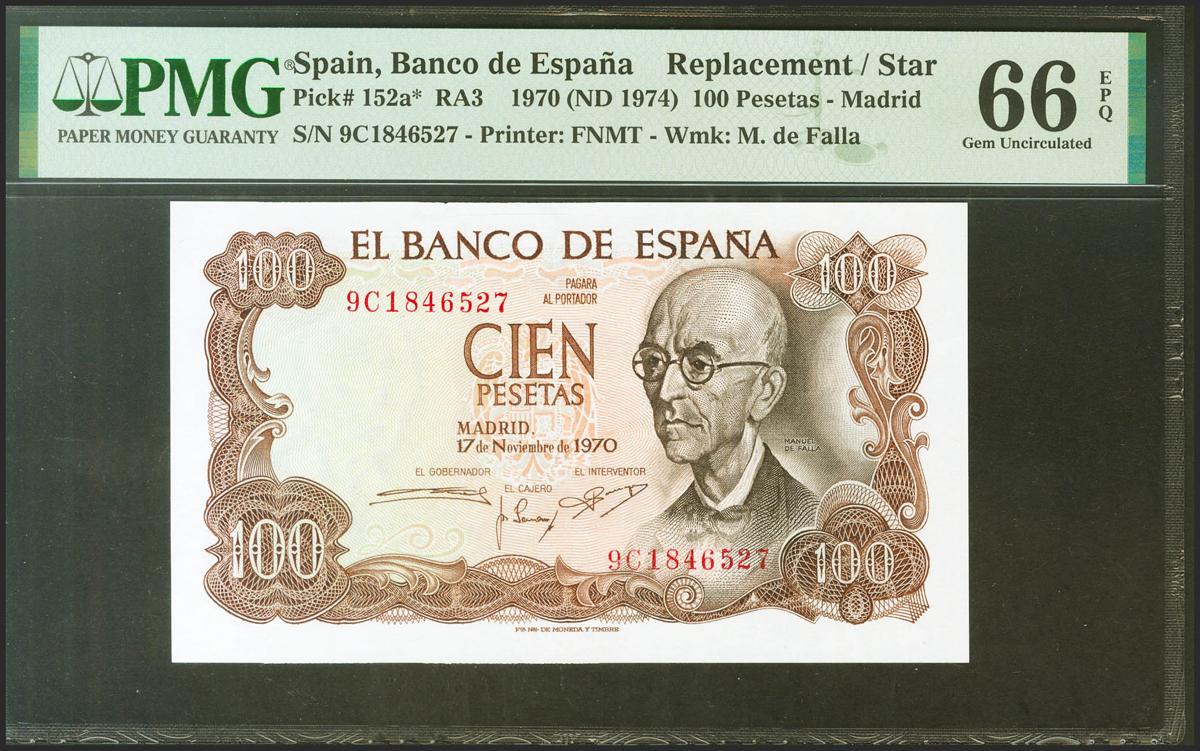 PMG®
PAPER MONEY GUARANTY
Spain, Banco de España Replacement / Star
Pick# 152a* RA3 1970 (ND 1974) 100 Pesetas - Madrid
S/N 9C1846527 - Printer: FNMT - Wmk: M. de Falla
66
EPQ
Gem Uncirculated
EL BANCO DE ESPAÑA
100
100
PAGARA
AL PORTADOR
9C1846527
CIEN
PESETAS
MADRID,
17 de Noviembre de 1970
MANUEL
DE FALLA
EL GOBERNADOR EL INTERVENTOR
EL CAJERO
9C1846527
100
100
DE MONEDA Y TIMBRE